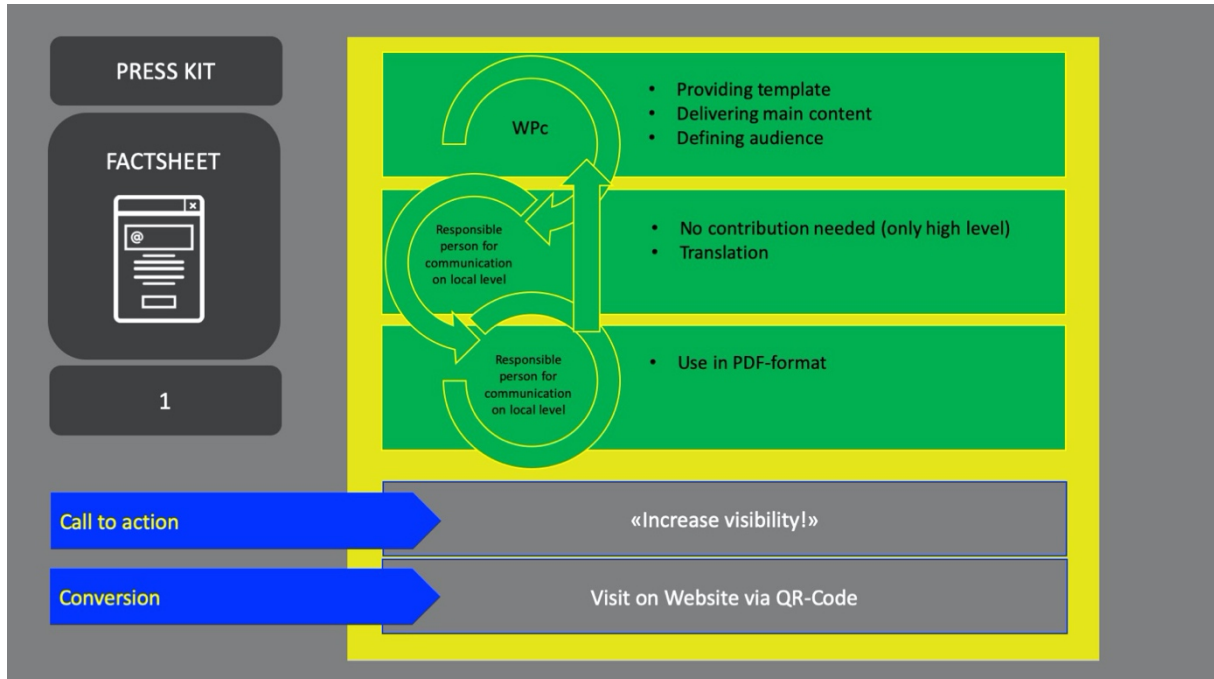 PRESS KIT
FACTSHEET
@
x
1
WPc
• Providing template
• Delivering main content
• Defining audience
Responsible
person for
communication
on local level
• No contribution needed (only high level)
• Translation
Responsible
person for
communication
on local level
• Use in PDF-format
Call to action
«Increase visibility!»
Conversion
Visit on Website via QR-Code